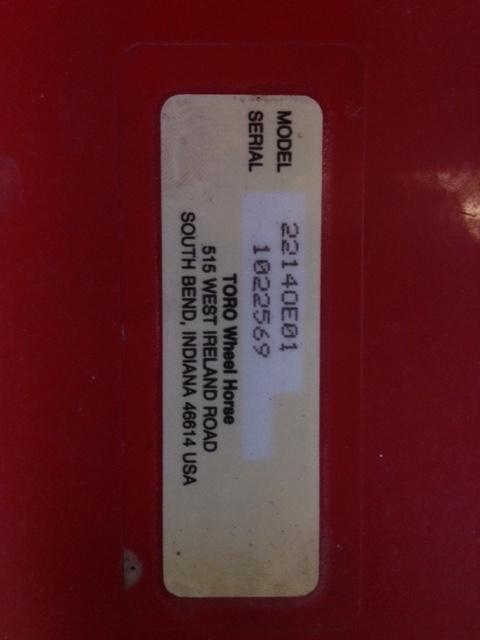 MODEL 22140E01
SERIAL 1022569
TORO Wheel Horse
515 WEST IRELAND ROAD
SOUTH BEND, INDIANA 46614 USA